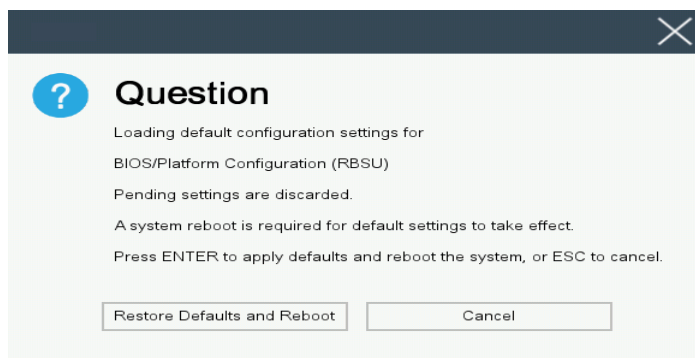 ?
Question
Loading default configuration settings for
BIOS/Platform Configuration (RBSU)
Pending settings are discarded.
A system reboot is required for default settings to take effect.
Press ENTER to apply defaults and reboot the system, or ESC to cancel.
Restore Defaults and Reboot
Cancel